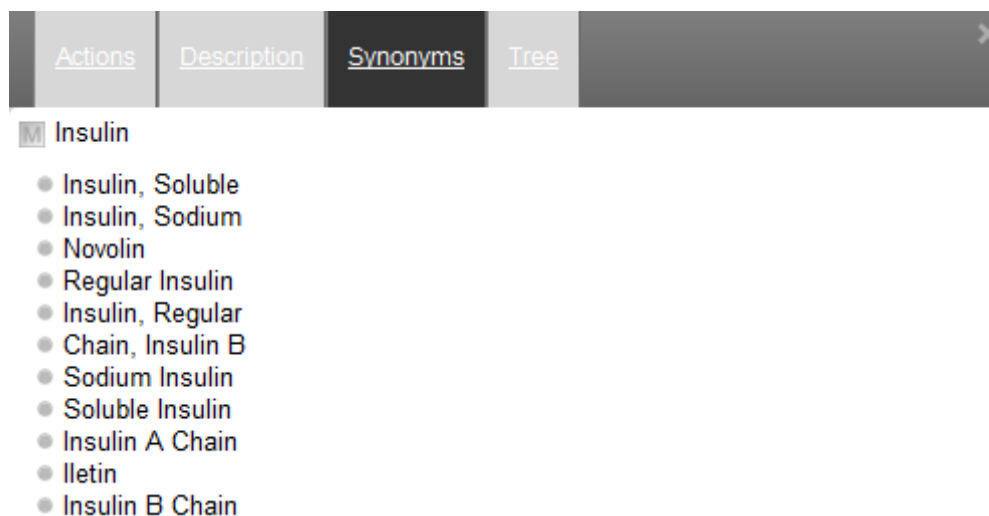 Actions Description Synonyms Tree
M Insulin
Insulin, Soluble
Insulin, Sodium
Novolin
Regular Insulin
Insulin, Regular
Chain, Insulin B
Sodium Insulin
Soluble Insulin
Insulin A Chain
Iletin
Insulin B Chain